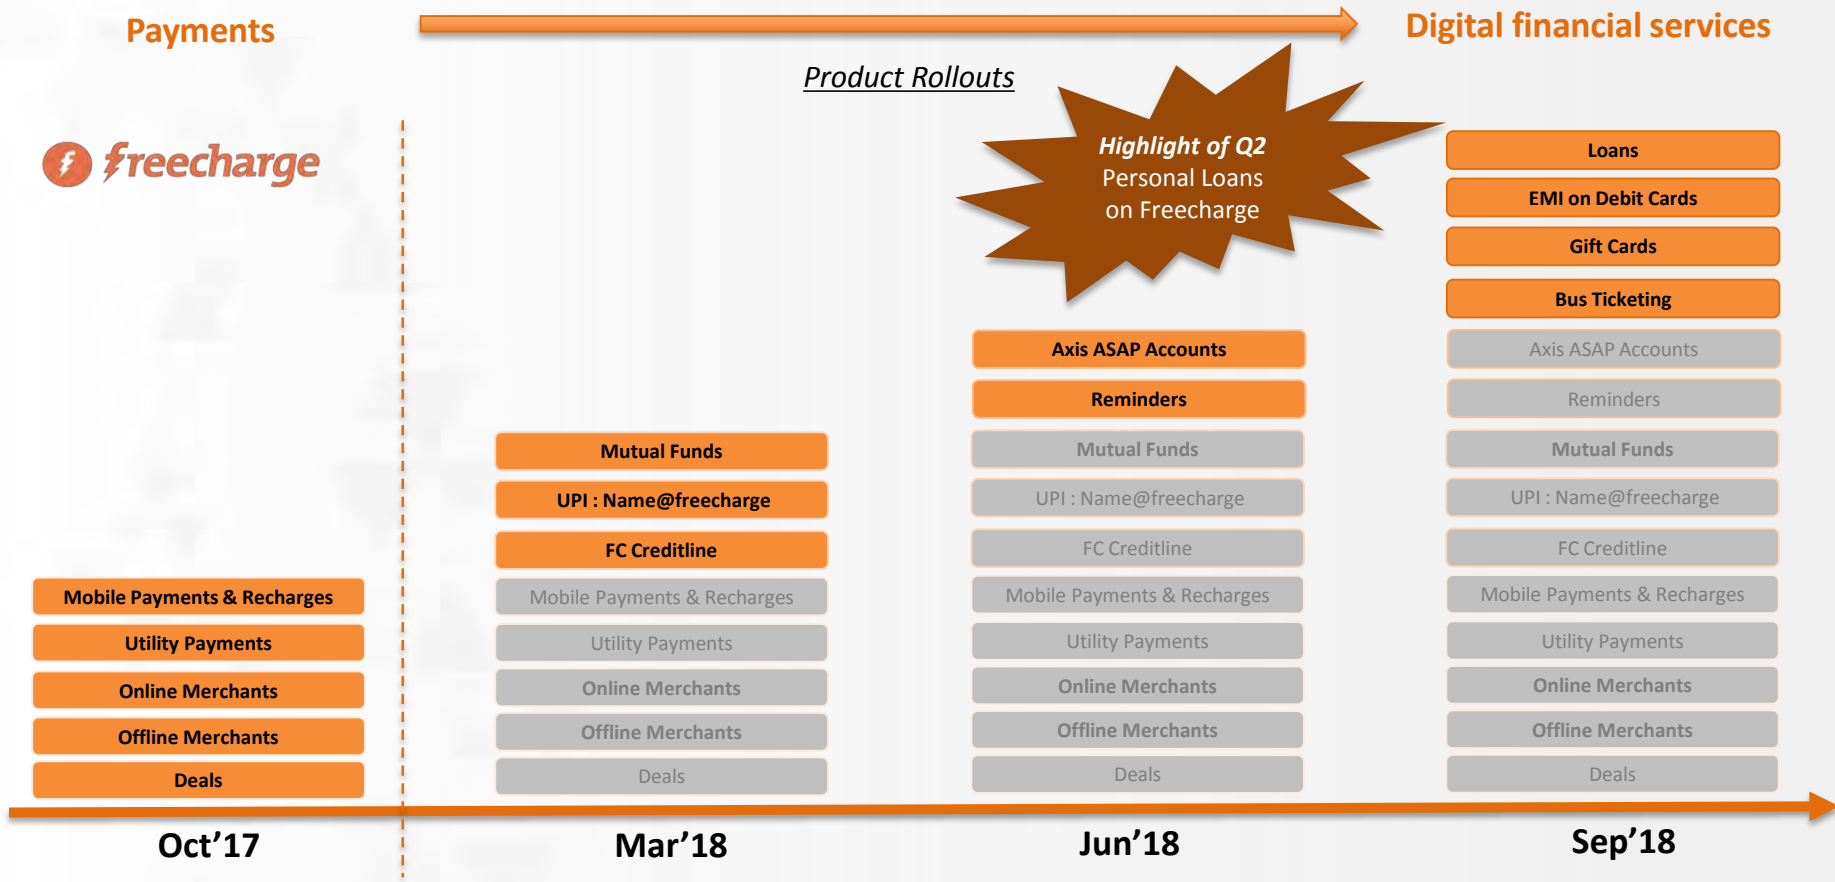 Payments
Digital financial services
Product Rollouts
freecharge
Highlight of Q2
Personal Loans
on Freecharge
Mobile Payments & Recharges
Utility Payments
Online Merchants
Offline Merchants
Deals
Oct’17
Mutual Funds
UPI : Name@freecharge
FC Creditline
Mobile Payments & Recharges
Utility Payments
Online Merchants
Offline Merchants
Deals
Mar’18
Axis ASAP Accounts
Reminders
Mutual Funds
UPI : Name@freecharge
FC Creditline
Mobile Payments & Recharges
Utility Payments
Online Merchants
Offline Merchants
Deals
Jun’18
Loans
EMI on Debit Cards
Gift Cards
Bus Ticketing
Axis ASAP Accounts
Reminders
Mutual Funds
UPI : Name@freecharge
FC Creditline
Mobile Payments & Recharges
Utility Payments
Online Merchants
Offline Merchants
Deals
Sep’18